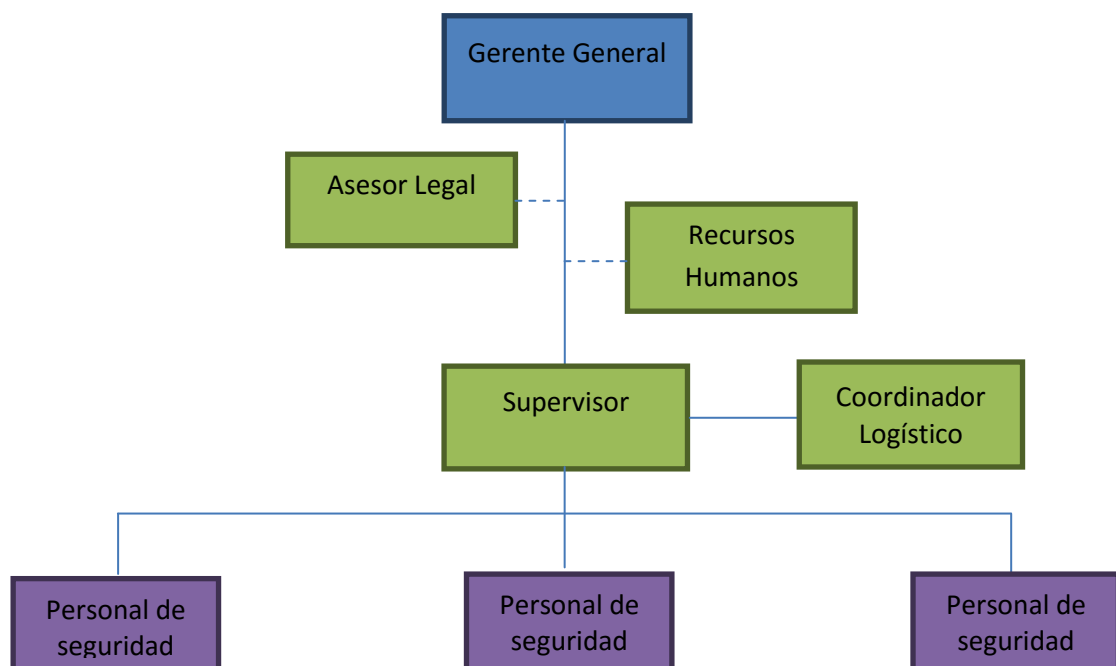 Gerente General
Asesor Legal
Recursos
Humanos
Supervisor
Coordinador
Logístico
Personal de
seguridad
Personal de
seguridad
Personal de
seguridad